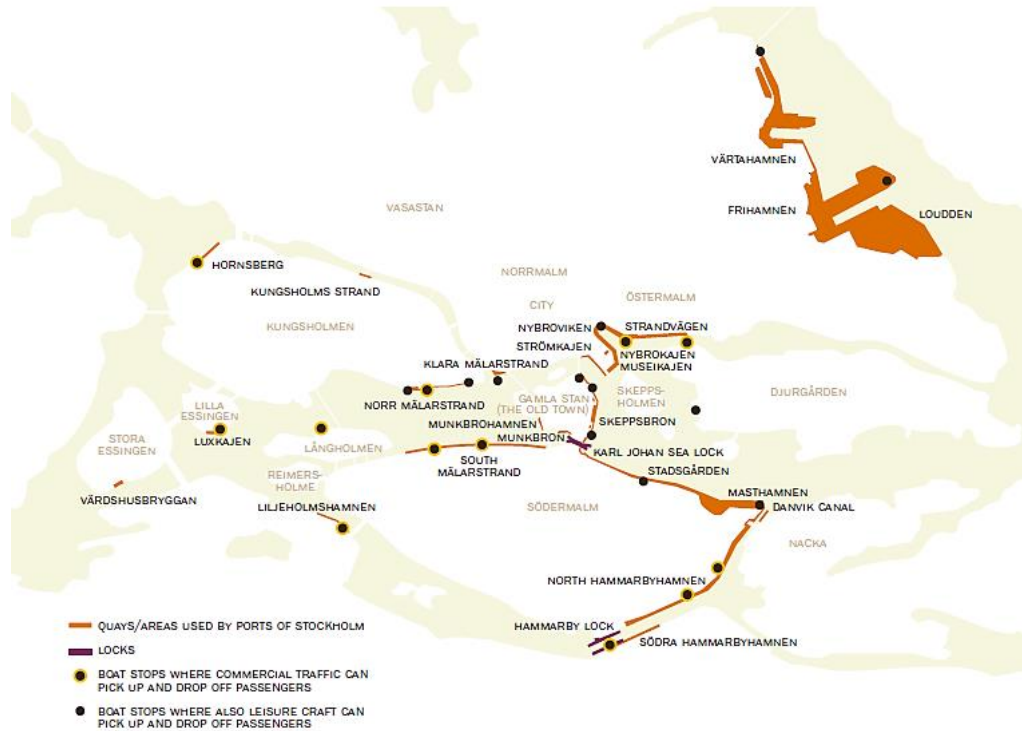 VÄRTAHAMNEN
FRIHAMNEN
LOUDDEN
VASASTAN
HORNSBERG
KUNGSHOLMS STRAND
NORRMALM
CITY
ÖSTERMALM
KUNGSHOLMEN
NYBROVIKEN
STRANDVÄGEN
STRÖMKAJEN
NYBROKAJEN
MUSEIKAJEN
KLARA MÄLARSTRAND
DJURGÅRDEN
SKEPPS-
HOLMEN
GAMLA STAN
(THE OLD TOWN)
NORR MÄLARSTRAND
LILLA
ESSINGEN
LUXKAJEN
MUNKBROHAMNEN
SKEPPSBRON
MUNKBRON
STORA
ESSINGEN
LÅNGHOLMEN
KARL JOHAN SEA LOCK
SOUTH
MÄLARSTRAND
STADSGÅRDEN
REIMERS-
HOLME
VÄRDSHUSBRYGGAN
MASTHAMNEN
LILJEHOLMSHAMNEN
SÖDERMALM
DANVIK CANAL
NACKA
NORTH HAMMARBYHAMNEN
HAMMARBY LOCK
SÖDRA HAMMARBYHAMNEN
QUAYS/AREAS USED BY PORTS OF STOCKHOLM
LOCKS
BOAT STOPS WHERE COMMERCIAL TRAFFIC CAN
PICK UP AND DROP OFF PASSENGERS
BOAT STOPS WHERE ALSO LEISURE CRAFT CAN
PICK UP AND DROP OFF PASSENGERS